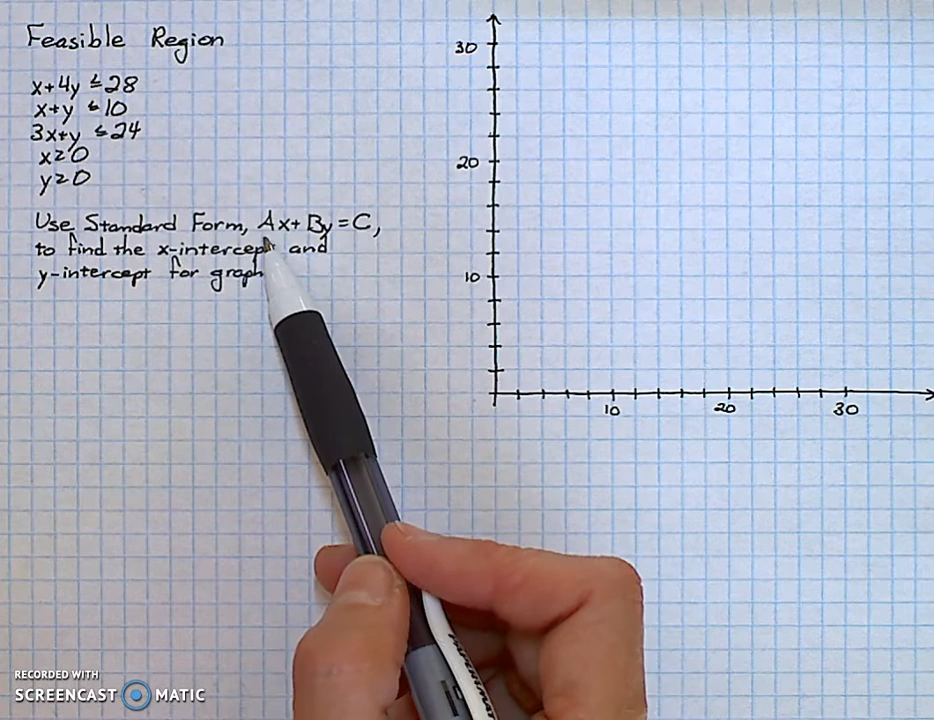 Feasible Region
x+4y ≤ 28
x+y ≤ 10
3x+y ≤ 24
x ≥ 0
y ≥ 0
Use Standard Form, Ax+By=C,
to find the x-intercept and
y-intercept for graph
30
20
10
10 20 30
RECORDED WITH
SCREENCAST MATIC